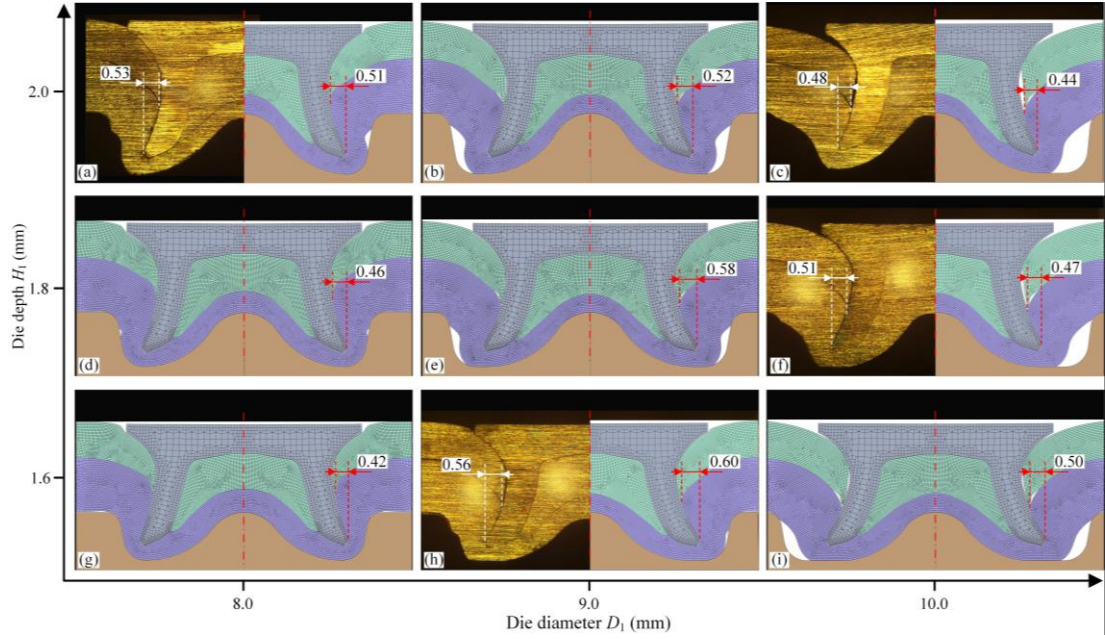 Die depth H₁ (mm)
2.0
1.8
1.6
0.53
0.51
(a)
0.52
(b)
0.48
0.44
(c)
0.46
(d)
0.58
(e)
0.51
0.47
(f)
0.42
(g)
0.56
0.60
(h)
0.50
(i)
8.0
9.0
10.0
Die diameter D₁ (mm)